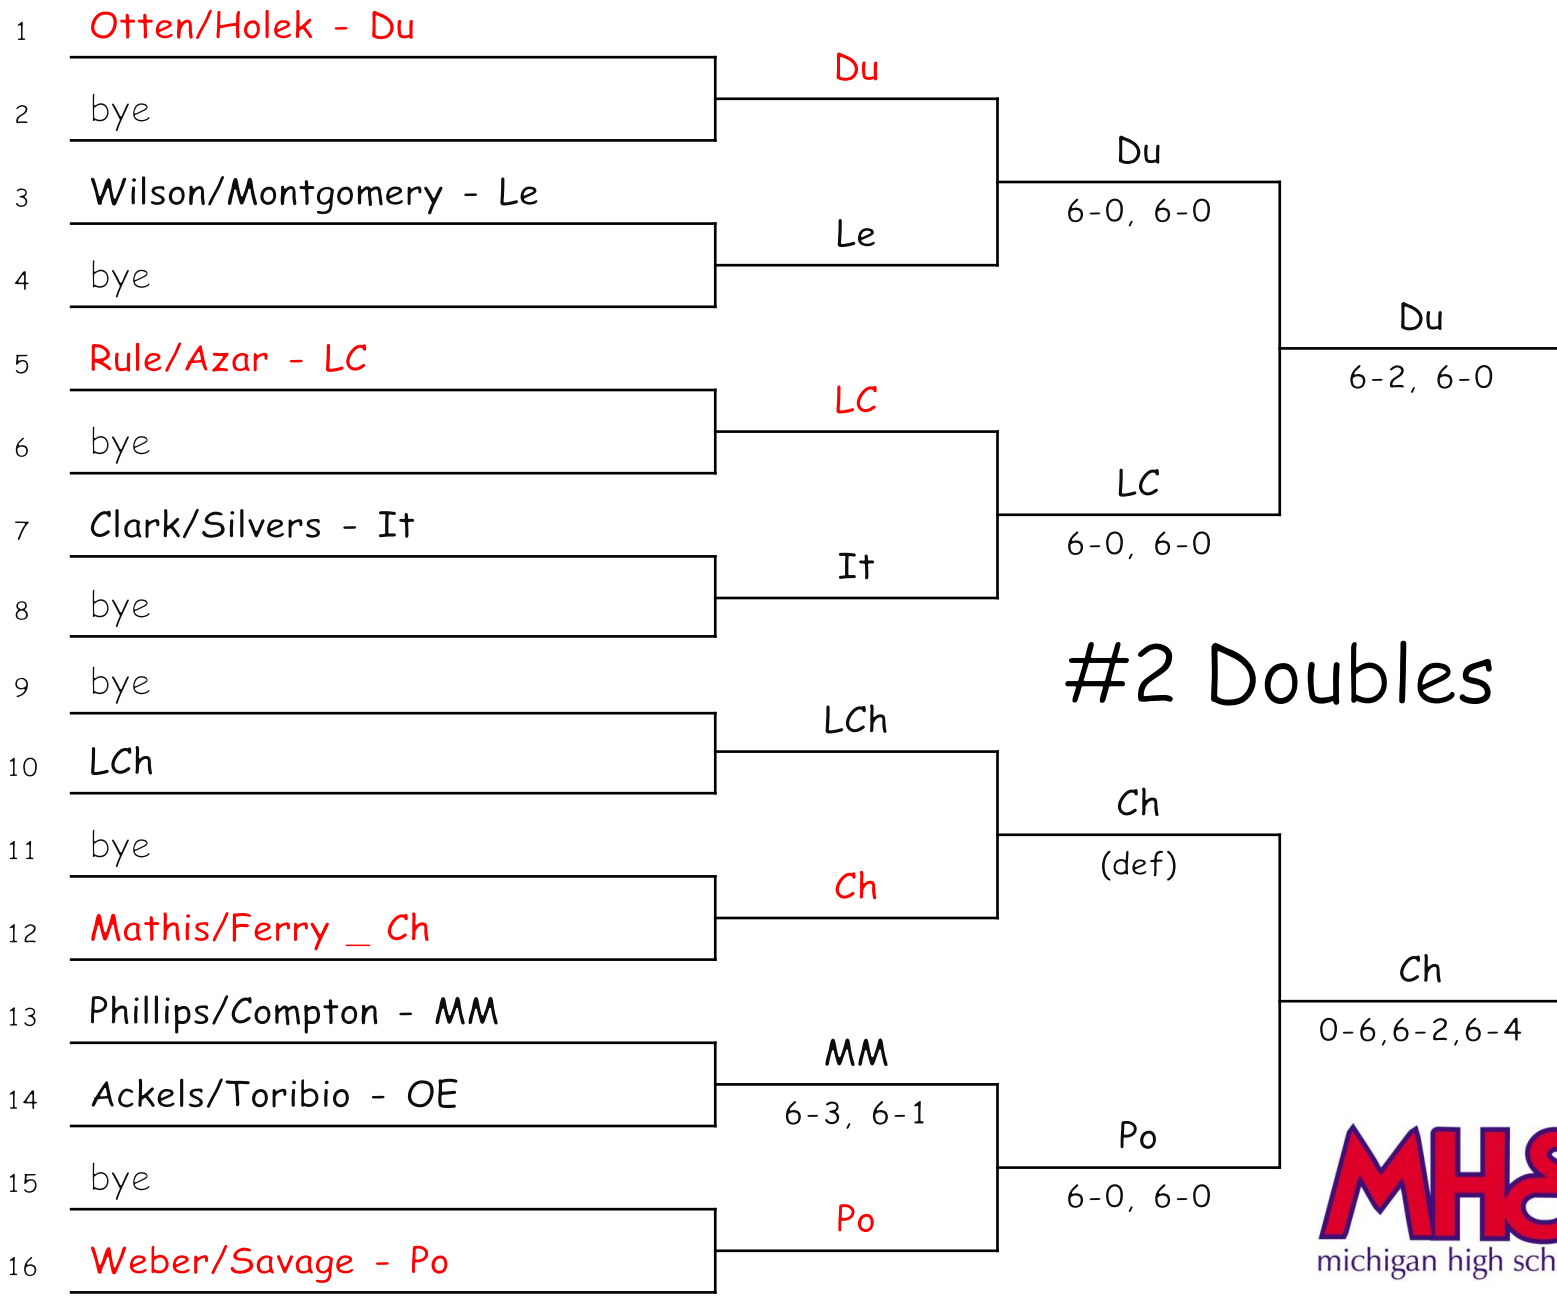 1 Otten/Holek - Du
2 bye
3 Wilson/Montgomery - Le
4 bye
5 Rule/Azar - LC
6 bye
7 Clark/Silvers - It
8 bye
9 bye
10 LCh
11 bye
12 Mathis/Ferry _ Ch
13 Phillips/Compton - MM
14 Ackels/Toribio - OE
15 bye
16 Weber/Savage - Po
Du
Le
LC
It
LCh
Ch
MM
6-3, 6-1
Po
Du
6-0, 6-0
LC
6-0, 6-0
#2 Doubles
Ch
(def)
Po
6-0, 6-0
Du
6-2, 6-0
Ch
0-6,6-2,6-4
MH
michigan high sch